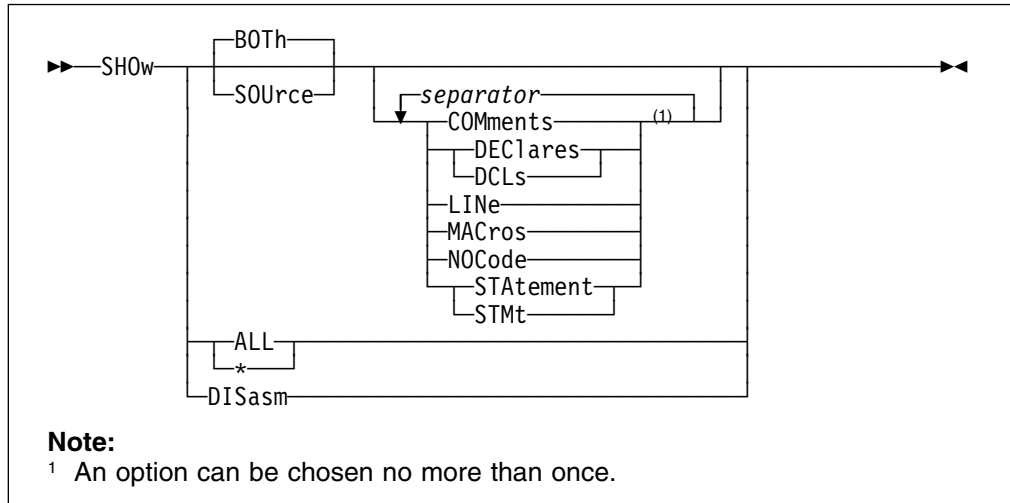 BOTh
SHOw
SOUrce
separator
COMments (1)
DEClares
DCLs
LINe
MACros
NOCode
STAtement
STMt
ALL
*
DISasm
Note:
1 An option can be chosen no more than once.